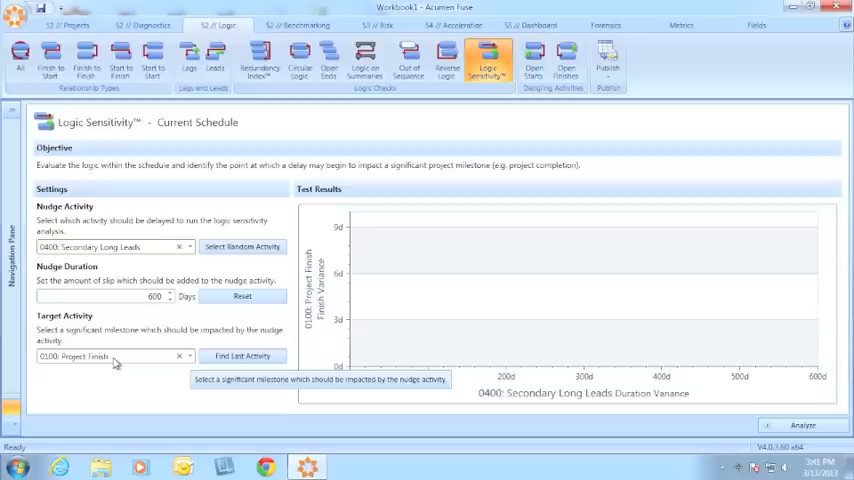 Workbook1 - Acumen Fuse
S1 // Projects
S2 // Diagnostics
S2 // Logic
S2 // Benchmarking
S3 // Risk
S4 // Acceleration
S5 // Dashboard
Forensics
Metrics
Fields
All
Finish to Start
Finish to Finish
Start to Finish
Start to Start
Lags
Leads
Redundancy Index™
Circular Logic
Open Ends
Logic on Summaries
Out of Sequence
Reverse Logic
Logic Sensitivity™
Open Starts
Open Finishes
Publish
Relationship Types
Lags and Leads
Logic Checks
Dangling Activities
Publish
Logic Sensitivity™ - Current Schedule
Objective
Evaluate the logic within the schedule and identify the point at which a delay may begin to impact a significant project milestone (e.g. project completion).
Settings
Test Results
Nudge Activity
Select which activity should be delayed to run the logic sensitivity
analysis.
0400: Secondary Long Leads
Select Random Activity
Nudge Duration
Set the amount of slip which should be added to the nudge activity.
600 Days
Reset
Target Activity
Select a significant milestone which should be impacted by the nudge
activity.
0100: Project Finish
Find Last Activity
Select a significant milestone which should be impacted by the nudge activity.
0100: Project Finish
Finish Variance
9d
6d
3d
0d
200d
300d
400d
500d
600d
0400: Secondary Long Leads Duration Variance
Analyze
Navigation Pane
Ready
V4.0.3.60 x64
3:41 PM
3/13/2013